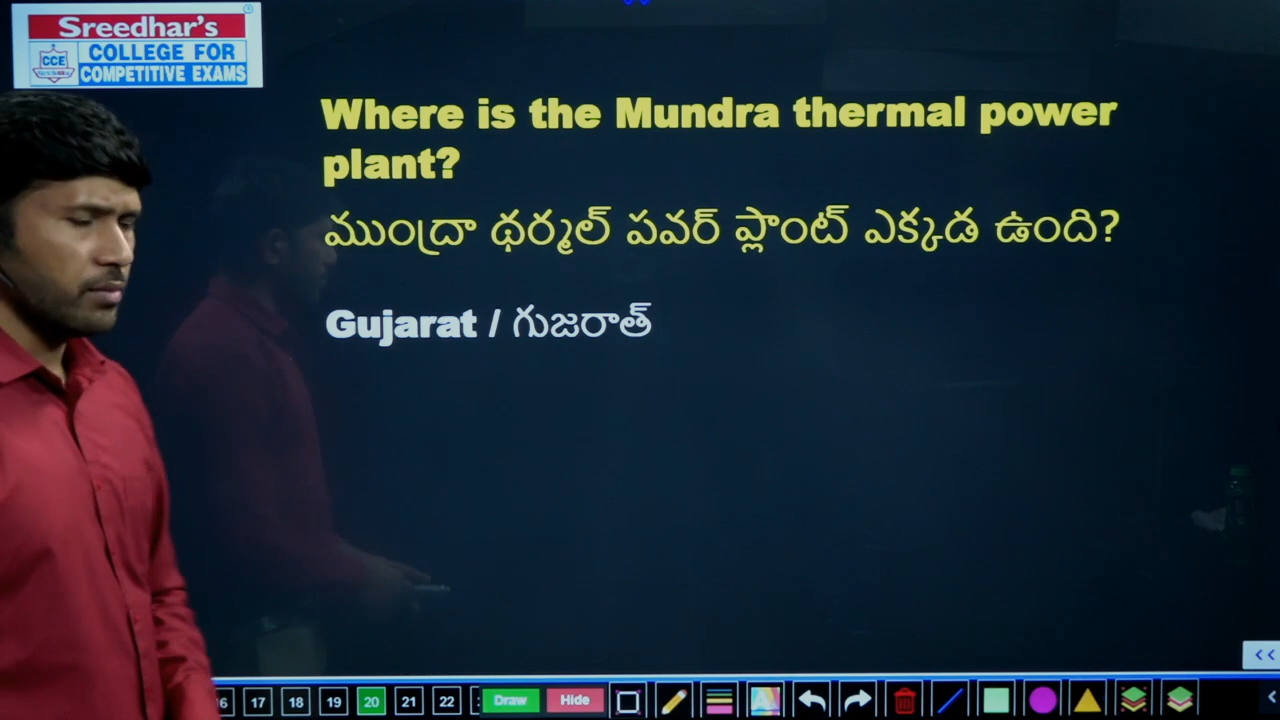 Sreedhar's
CCE
COLLEGE FOR
COMPETITIVE EXAMS
Where is the Mundra thermal power
plant?
ముంద్రా థర్మల్ పవర్ ప్లాంట్ ఎక్కడ ఉంది?
Gujarat / గుజరాత్
17 18 19 20 21 22 Draw Hide